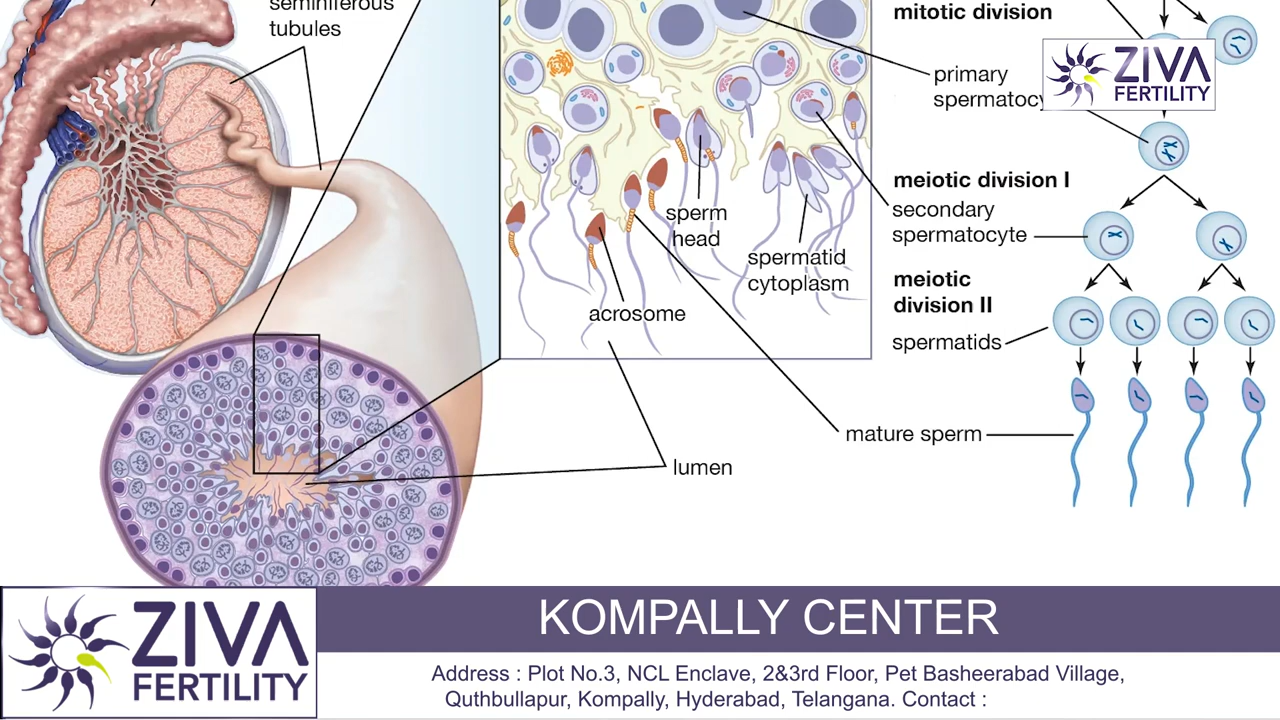 seminiferous
tubules
mitotic division
primary
spermatocy
ZIVA
FERTILITY
meiotic division I
secondary
spermatocyte
meiotic
division II
spermatids
sperm
head
spermatid
cytoplasm
acrosome
mature sperm
lumen
ZIVA
FERTILITY
KOMPALLY CENTER
Address : Plot No.3, NCL Enclave, 2&3rd Floor, Pet Basheerabad Village,
Quthbullapur, Kompally, Hyderabad, Telangana. Contact :